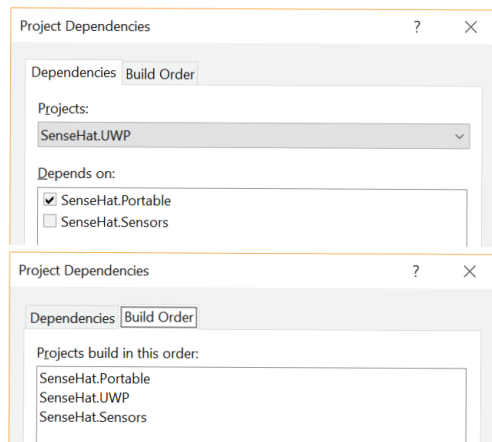 Project Dependencies ?
Dependencies Build Order
Projects:
SenseHat.UWP
Depends on:
SenseHat.Portable
SenseHat.Sensors
Project Dependencies ?
Dependencies Build Order
Projects build in this order:
SenseHat.Portable
SenseHat.UWP
SenseHat.Sensors